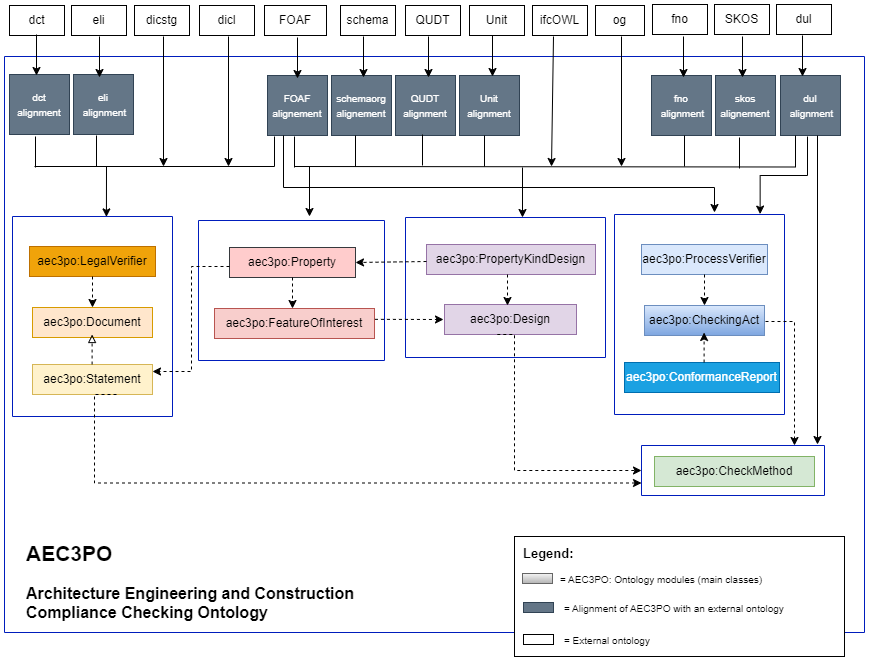 dct
eli
dicstg
dicl
FOAF
schema
QUDT
Unit
ifcOWL
og
fno
SKOS
dul
dct
alignment
eli
alignment
FOAF
alignement
schemaorg
alignement
QUDT
alignment
Unit
alignment
fno
alignment
skos
alignement
dul
alignment
aec3po:LegalVerifier
aec3po:Document
aec3po:Statement
aec3po:Property
aec3po:FeatureOfInterest
aec3po:PropertyKindDesign
aec3po:Design
aec3po:ProcessVerifier
aec3po:CheckingAct
aec3po:ConformanceReport
aec3po:CheckMethod
AEC3PO
Architecture Engineering and Construction
Compliance Checking Ontology
Legend:
= AEC3PO: Ontology modules (main classes)
= Alignment of AEC3PO with an external ontology
= External ontology